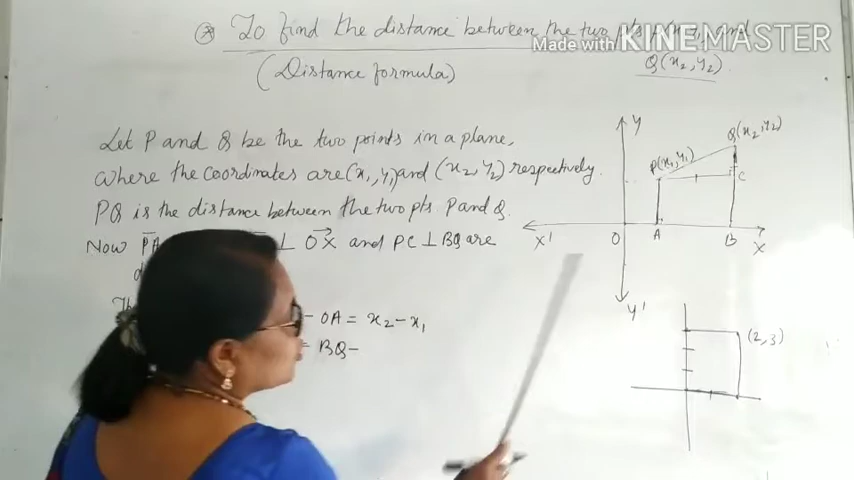 * To find the distance between the two pts and
Q(x₂, y₂).
Made with KINEMASTER
(Distance formula)
Let P and Q be the two points in a plane,
where the coordinates are (x₁, y₁) and (x₂, y₂) respectively.
PQ is the distance between the two pts P and Q.
Now PA ⊥ OX and PC ⊥ BQ are
- OA = x₂ - x₁
= BQ -
Y
Q(x₂, y₂)
P(x₁, y₁)
C
X' O A B X
Y'
(2, 3)